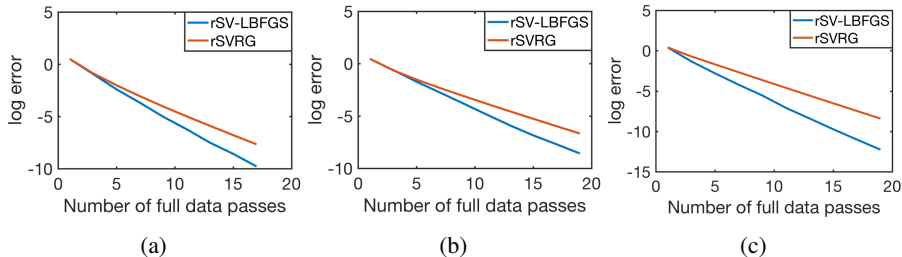 5
0
-5
-10
log error
0
5
10
15
20
Number of full data passes
rSV-LBFGS
rSVRG
(a)
5
0
-5
-10
log error
0
5
10
15
20
Number of full data passes
rSV-LBFGS
rSVRG
(b)
5
0
-5
-10
-15
log error
0
5
10
15
20
Number of full data passes
rSV-LBFGS
rSVRG
(c)